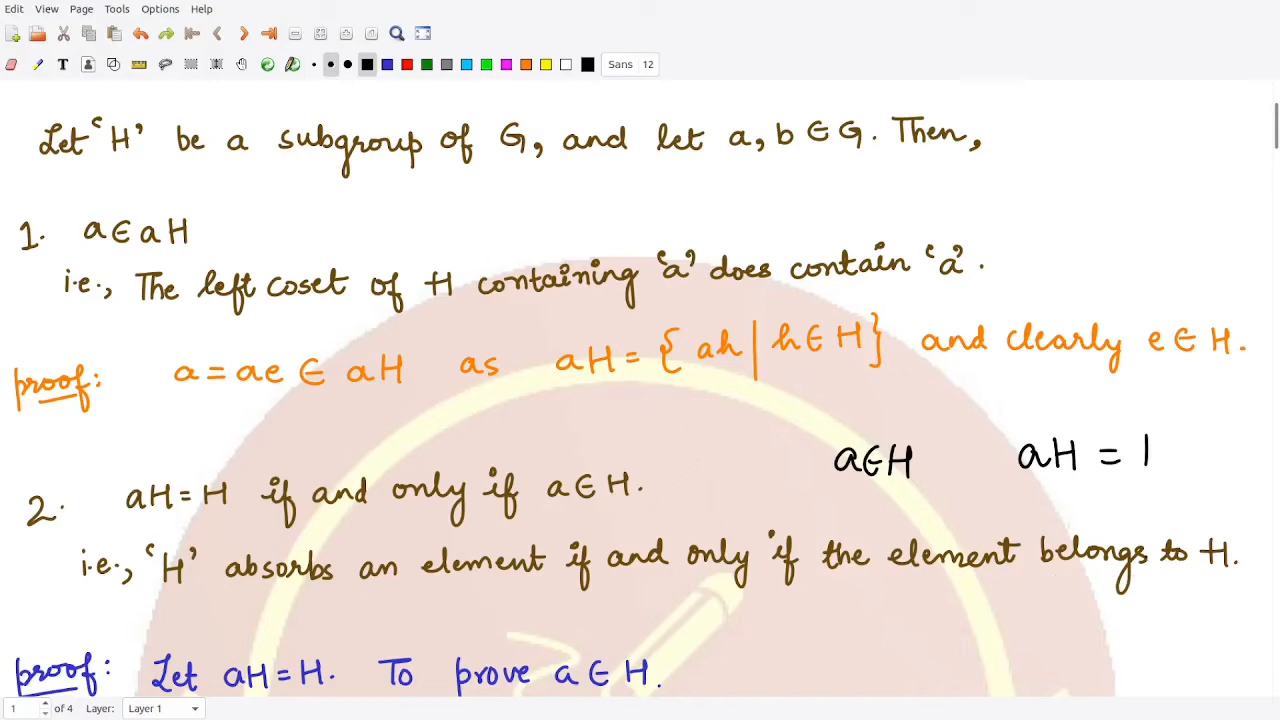 Edit View Page Tools Options Help
Sans 12
Let 'H' be a subgroup of G, and let a, b ∈ G. Then,
1. a ∈ aH
i.e., The left coset of H containing 'a' does contain 'a'.
proof: a = ae ∈ aH as aH = { ah | h ∈ H } and clearly e ∈ H.
a ∈ H aH = 1
2. aH = H if and only if a ∈ H.
i.e., 'H' absorbs an element if and only if the element belongs to H.
proof: Let aH = H. To prove a ∈ H.
1 of 4 Layer: Layer 1